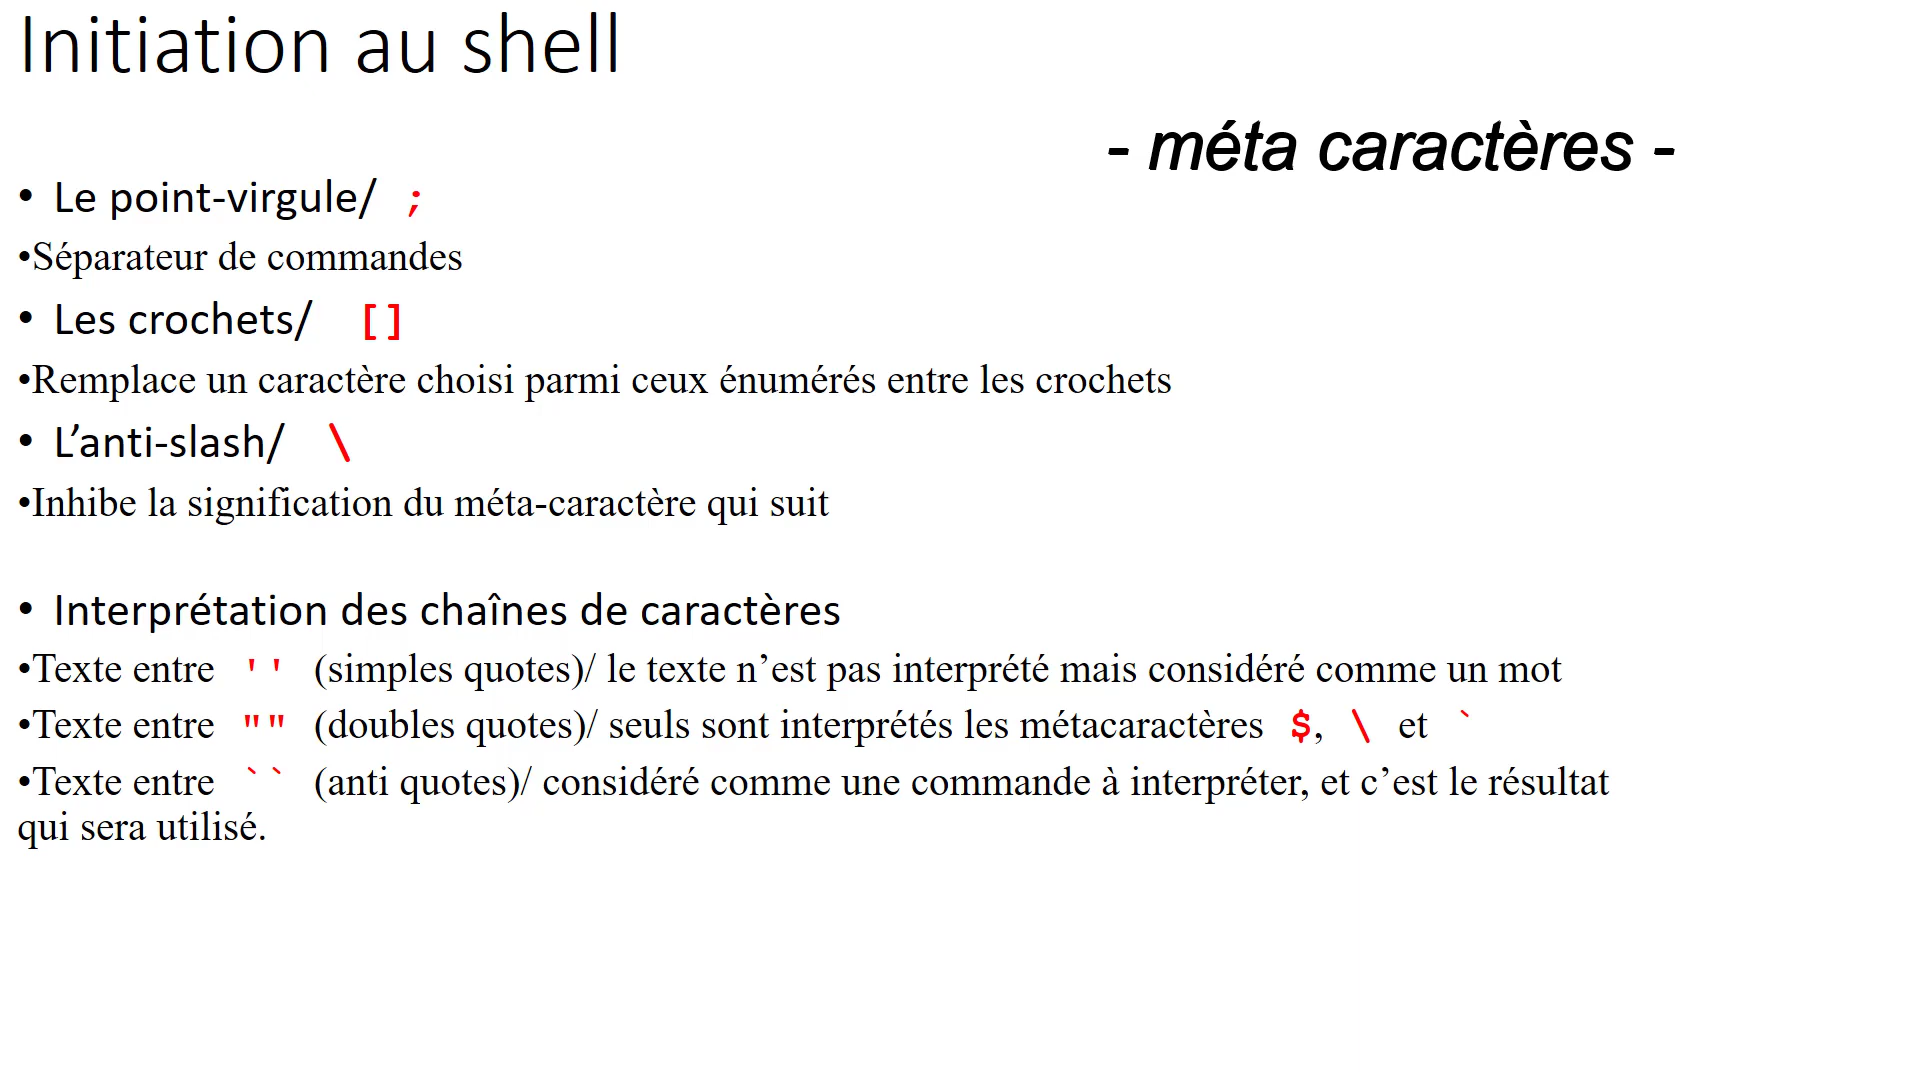 Initiation au shell
- méta caractères -
• Le point-virgule/ ;
•Séparateur de commandes
• Les crochets/ []
•Remplace un caractère choisi parmi ceux énumérés entre les crochets
• L’anti-slash/ \
•Inhibe la signification du méta-caractère qui suit
• Interprétation des chaînes de caractères
•Texte entre '' (simples quotes)/ le texte n’est pas interprété mais considéré comme un mot
•Texte entre "" (doubles quotes)/ seuls sont interprétés les métacaractères $, \ et `
•Texte entre `` (anti quotes)/ considéré comme une commande à interpréter, et c’est le résultat
qui sera utilisé.